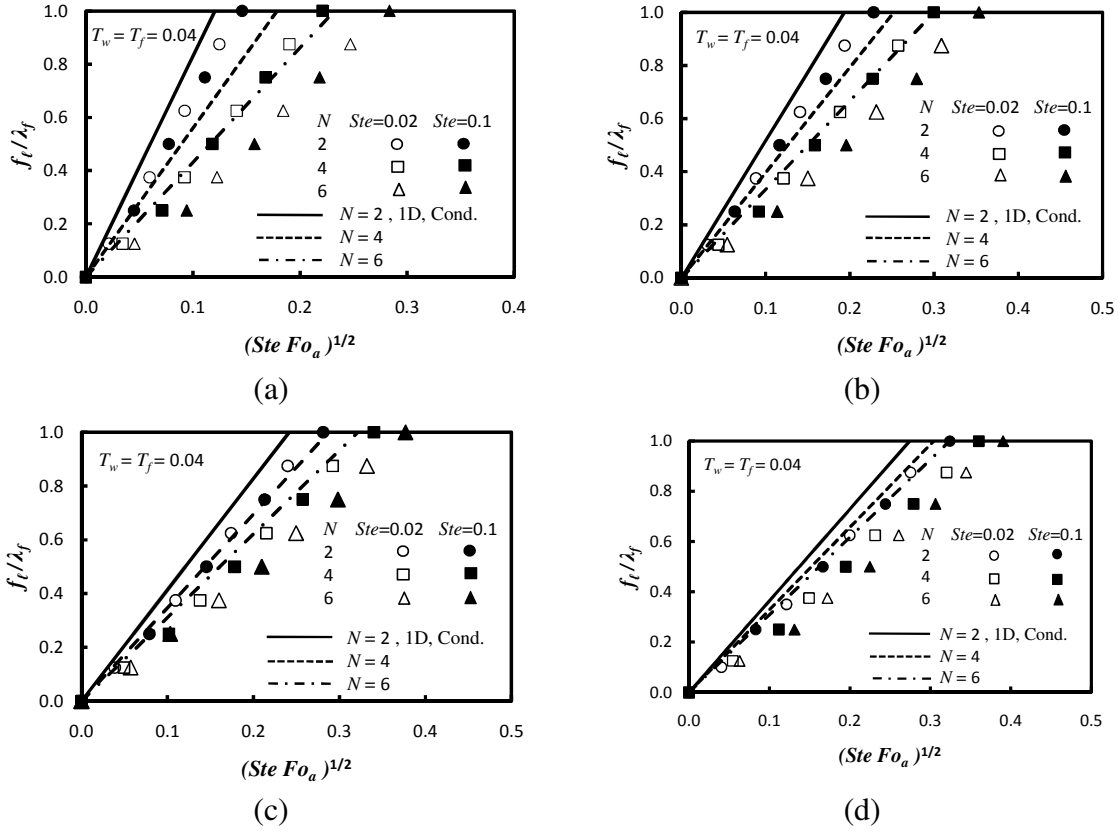 T_w = T_f = 0.04
1.0
0.8
0.6
0.4
0.2
0.0
f_ℓ/λ_f
N Ste=0.02 Ste=0.1
2
4
6
N = 2 , 1D, Cond.
N = 4
N = 6
0.0 0.1 0.2 0.3 0.4
(Ste Fo_a )^1/2
(a)
T_w = T_f = 0.04
1.0
0.8
0.6
0.4
0.2
0.0
f_ℓ/λ_f
N Ste=0.02 Ste=0.1
2
4
6
N = 2 , 1D, Cond.
N = 4
N = 6
0.0 0.1 0.2 0.3 0.4 0.5
(Ste Fo_a )^1/2
(b)
T_w = T_f = 0.04
1.0
0.8
0.6
0.4
0.2
0.0
f_ℓ/λ_f
N Ste=0.02 Ste=0.1
2
4
6
N = 2 , 1D, Cond.
N = 4
N = 6
0.0 0.1 0.2 0.3 0.4 0.5
(Ste Fo_a )^1/2
(c)
T_w = T_f = 0.04
1.0
0.8
0.6
0.4
0.2
0.0
f_ℓ/λ_f
N Ste=0.02 Ste=0.1
2
4
6
N = 2 , 1D, Cond.
N = 4
N = 6
0.0 0.1 0.2 0.3 0.4 0.5
(Ste Fo_a )^1/2
(d)